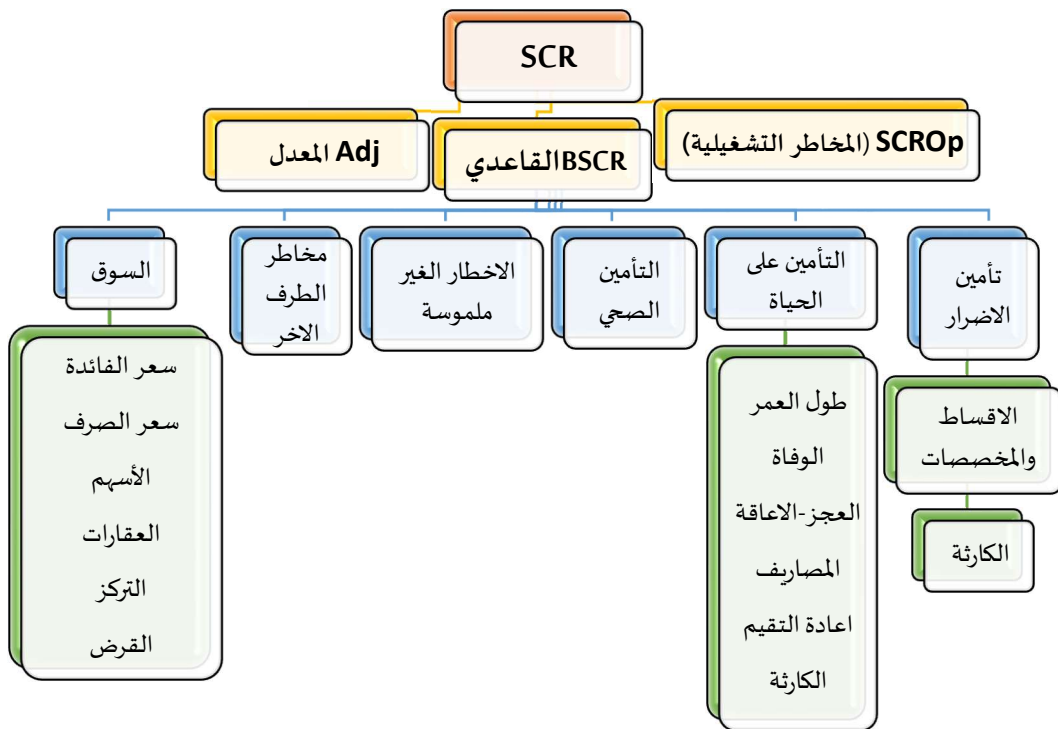 SCR
SCROp (المخاطر التشغيلية)
BSCRالقاعدي
Adj المعدل
تأمين
الاضرار
التأمين على
الحياة
التأمين
الصحي
الاخطار الغير
ملموسة
مخاطر
الطرف
الاخر
السوق
الاقساط
والمخصصات
الكارثة
طول العمر
الوفاة
العجز-الاعاقة
المصاريف
اعادة التقيم
الكارثة
سعر الفائدة
سعر الصرف
الأسهم
العقارات
التركز
القرض